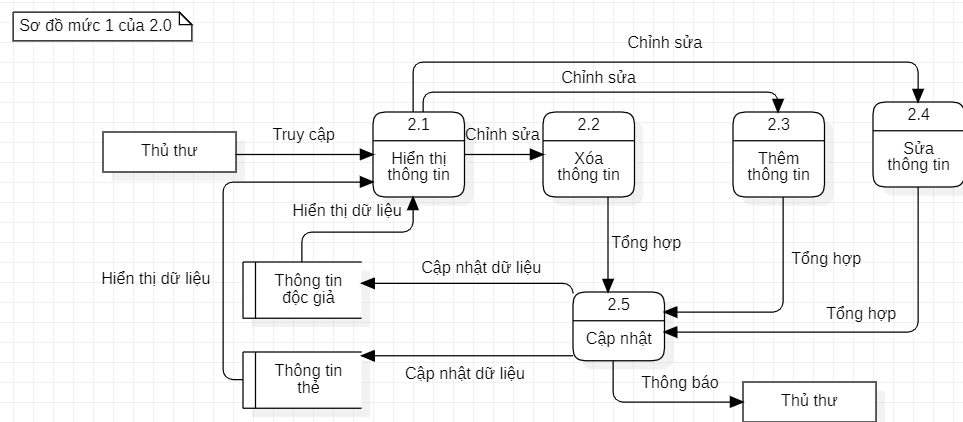 Sơ đồ mức 1 của 2.0
Chỉnh sửa
Chỉnh sửa
2.1
2.2
2.3
2.4
Thủ thư
Truy cập
Hiển thị
thông tin
Chỉnh sửa
Xóa
thông tin
Thêm
thông tin
Sửa
thông tin
Hiển thị dữ liệu
Tổng hợp
Tổng hợp
Hiển thị dữ liệu
Thông tin
độc giả
Cập nhật dữ liệu
2.5
Cập nhật
Tổng hợp
Thông tin
thẻ
Cập nhật dữ liệu
Thông báo
Thủ thư